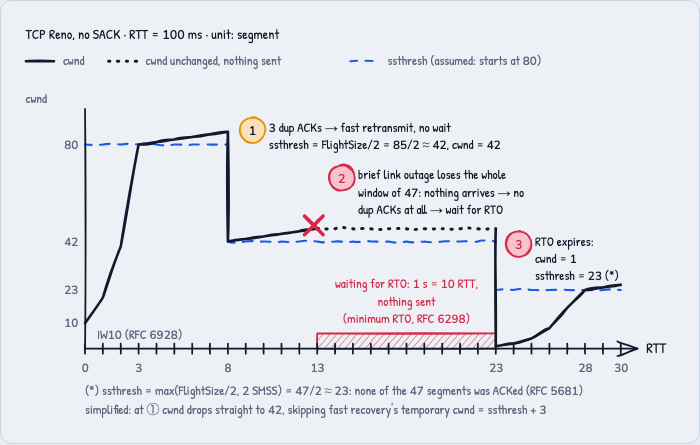 TCP Reno, no SACK · RTT = 100 ms · unit: segment
cwnd
cwnd unchanged, nothing sent
ssthresh (assumed: starts at 80)
cwnd
1
3 dup ACKs → fast retransmit, no wait
ssthresh = FlightSize/2 = 85/2 ≈ 42, cwnd = 42
80
2
brief link outage loses the whole
window of 47: nothing arrives → no
dup ACKs at all → wait for RTO
42
3
RTO expires:
cwnd = 1
ssthresh = 23 (*)
waiting for RTO: 1 s = 10 RTT,
nothing sent
(minimum RTO, RFC 6298)
23
10
IW10 (RFC 6928)
RTT
0 3 8 13 23 28 30
(*) ssthresh = max(FlightSize/2, 2 SMSS) = 47/2 ≈ 23: none of the 47 segments was ACKed (RFC 5681)
simplified: at ① cwnd drops straight to 42, skipping fast recovery's temporary cwnd = ssthresh + 3